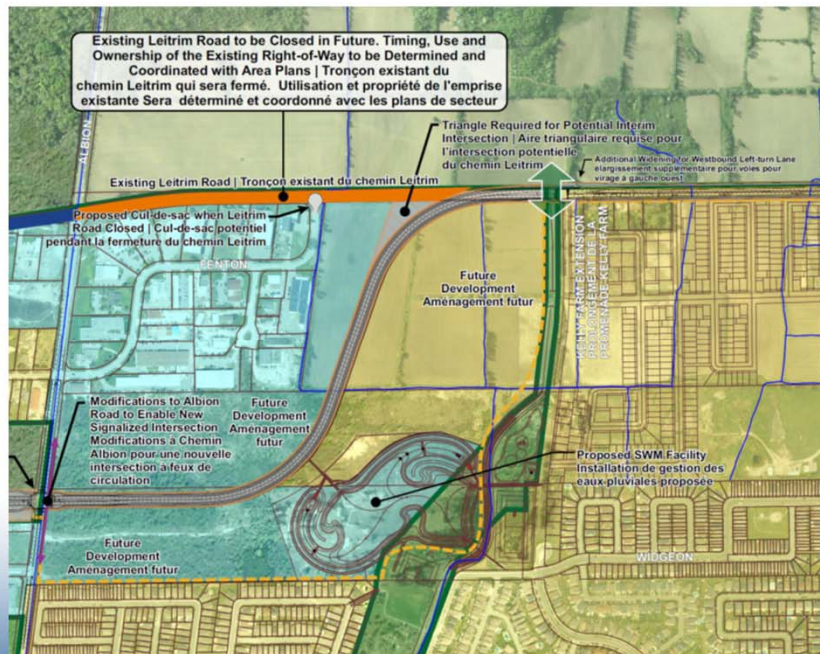 Existing Leitrim Road to be Closed in Future. Timing, Use and
Ownership of the Existing Right-of-Way to be Determined and
Coordinated with Area Plans | Tronçon existant du
chemin Leitrim qui sera fermé. Utilisation et propriété de l'emprise
existante Sera déterminé et coordonné avec les plans de secteur
ALBION
Triangle Required for Potential Interim
Intersection | Aire triangulaire requise pour
l'intersection potentielle
du chemin Leitrim
Additional Widening for Westbound Left-turn Lane
élargissement supplémentaire pour voies pour
virage à gauche ouest
Existing Leitrim Road | Tronçon existant du chemin Leitrim
Proposed Cul-de-sac when Leitrim
Road Closed | Cul-de-sac potentiel
pendant la fermeture du chemin Leitrim
FENTON
Future
Development
Aménagement futur
KELLY FARM EXTENSION
PROLONGEMENT DE LA
PROMENADE KELLY FARM
Modifications to Albion
Road to Enable New
Signalized Intersection
Modifications à Chemin
Albion pour une nouvelle
intersection à feux de
circulation
Future
Development
Aménagement
futur
Proposed SWM Facility
Installation de gestion des
eaux-pluviales proposée
Future
Development
Aménagement futur
WIDGEON